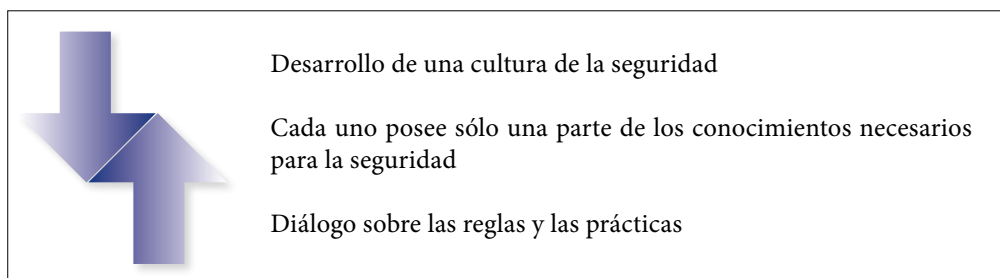 Desarrollo de una cultura de la seguridad
Cada uno posee sólo una parte de los conocimientos necesarios
para la seguridad
Diálogo sobre las reglas y las prácticas